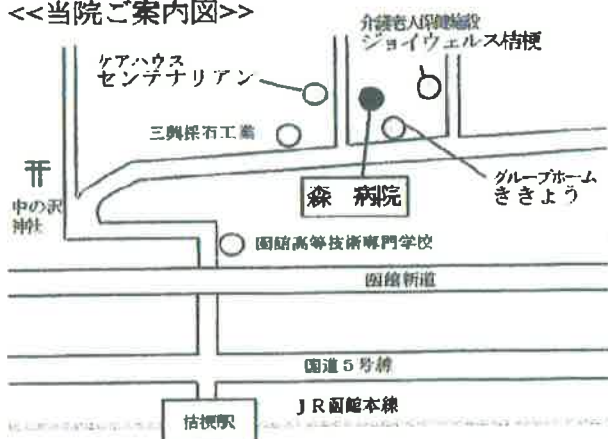 <<当院ご案内図>>
介護老人保健施設
ジョイウェルス桔梗
ケアハウス
センテナリアン
三興採石工業
中の沢
神社
森 病院
グループホーム
ききょう
函館高等技術専門学校
函館新道
国道5号線
JR函館本線
桔梗駅